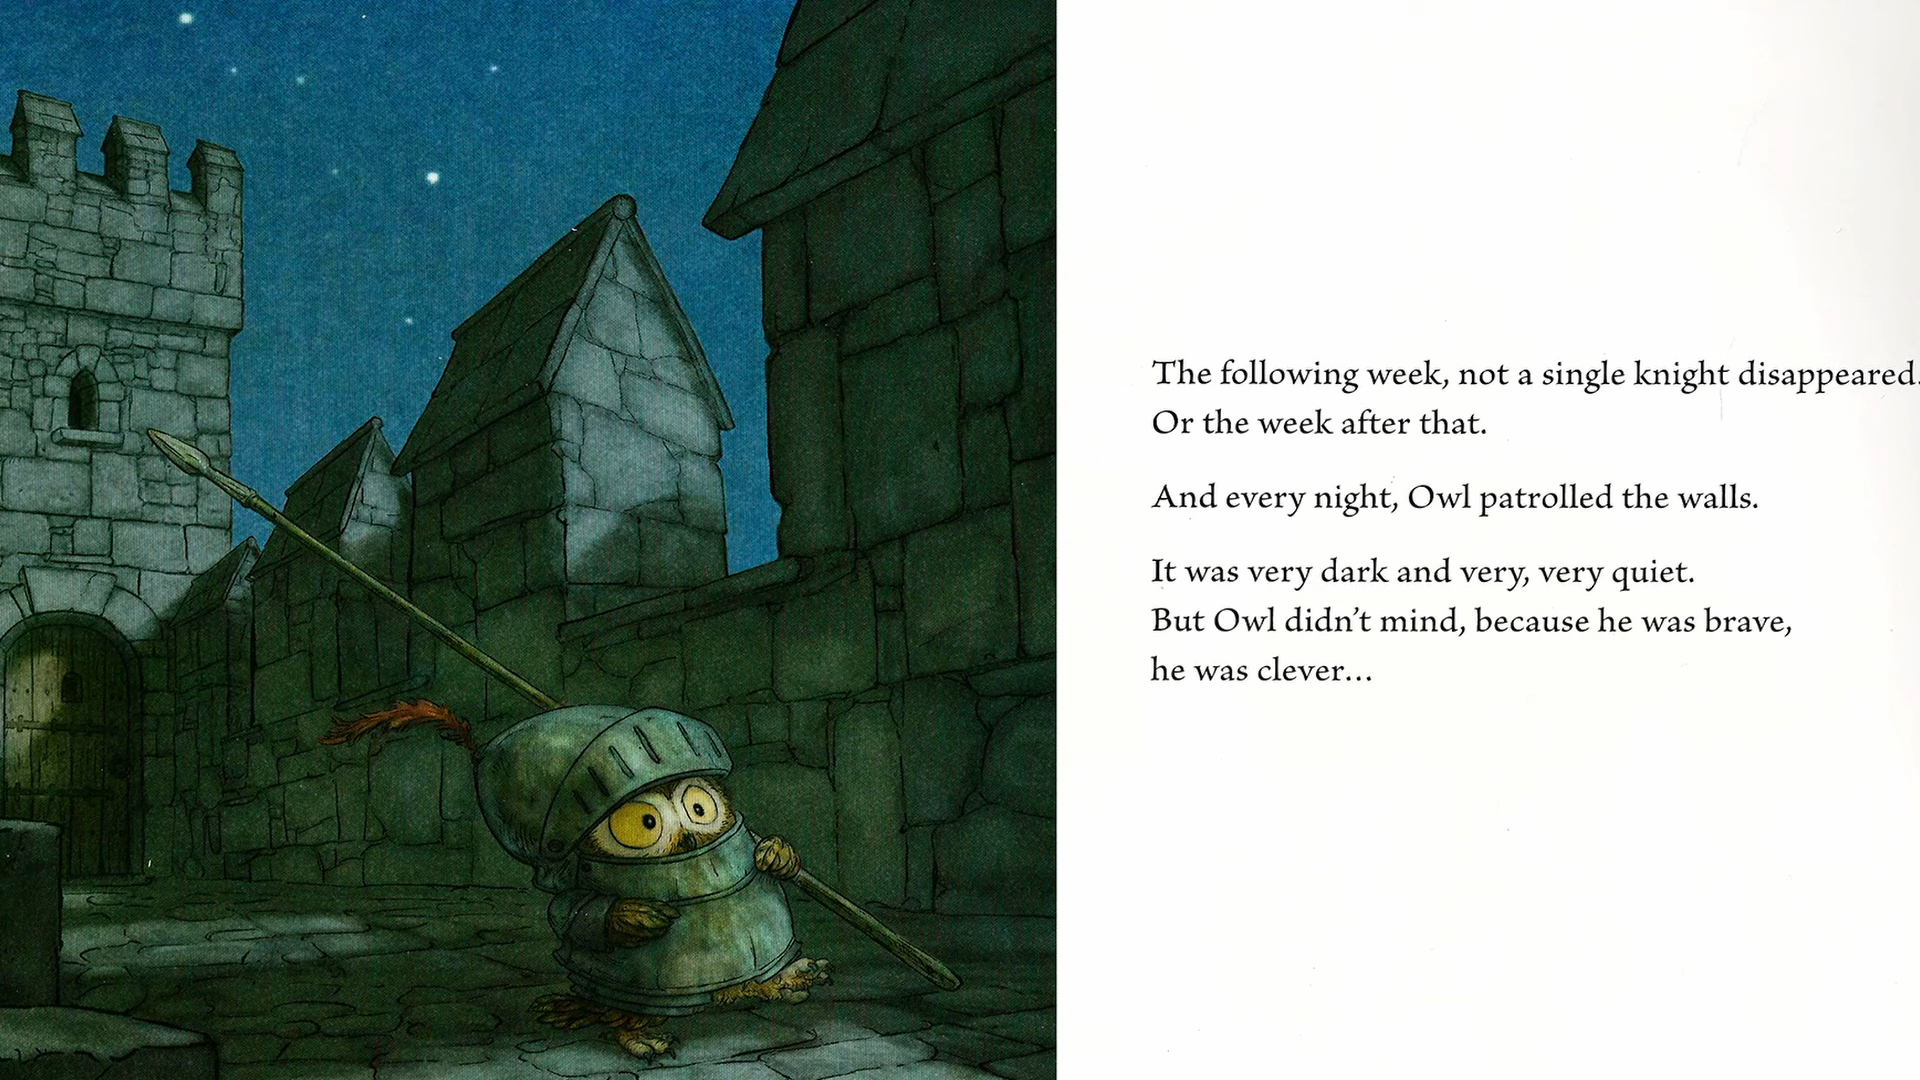 The following week, not a single knight disappeared.
Or the week after that.
And every night, Owl patrolled the walls.
It was very dark and very, very quiet.
But Owl didn’t mind, because he was brave,
he was clever…